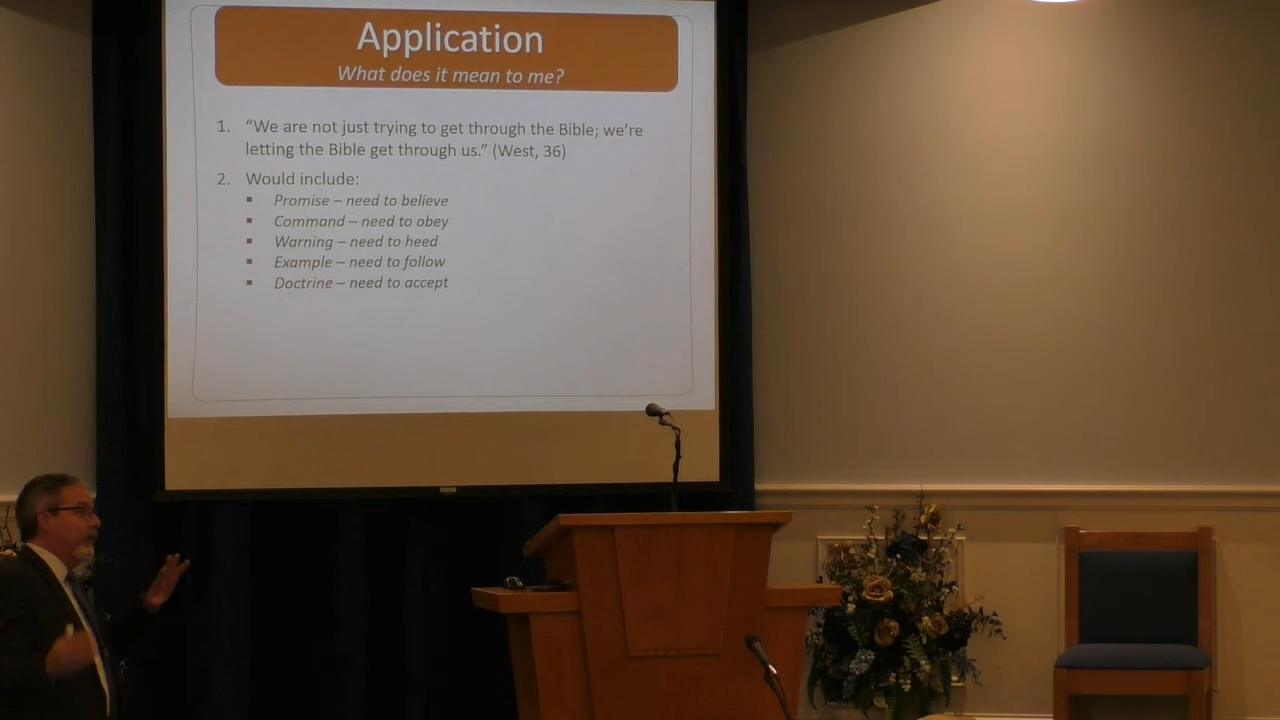 Application
What does it mean to me?
1. “We are not just trying to get through the Bible; we’re
letting the Bible get through us.” (West, 36)
2. Would include:
▪ Promise – need to believe
▪ Command – need to obey
▪ Warning – need to heed
▪ Example – need to follow
▪ Doctrine – need to accept